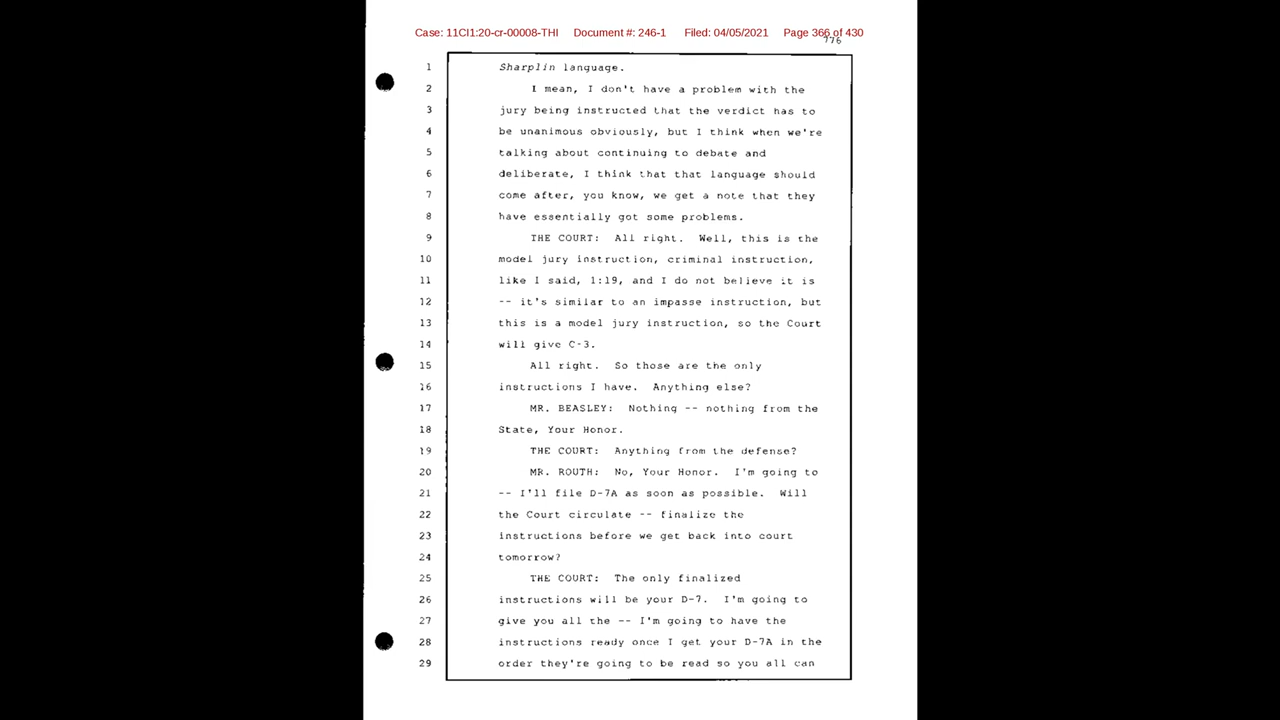 Case: 11CI1:20-cr-00008-THI Document #: 246-1 Filed: 04/05/2021 Page 366 of 430
776
1 Sharplin language.
2 I mean, I don't have a problem with the
3 jury being instructed that the verdict has to
4 be unanimous obviously, but I think when we're
5 talking about continuing to debate and
6 deliberate, I think that that language should
7 come after, you know, we get a note that they
8 have essentially got some problems.
9 THE COURT: All right. Well, this is the
10 model jury instruction, criminal instruction,
11 like I said, 1:19, and I do not believe it is
12 -- it's similar to an impasse instruction, but
13 this is a model jury instruction, so the Court
14 will give C-3.
15 All right. So those are the only
16 instructions I have. Anything else?
17 MR. BEASLEY: Nothing -- nothing from the
18 State, Your Honor.
19 THE COURT: Anything from the defense?
20 MR. ROUTH: No, Your Honor. I'm going to
21 -- I'll file D-7A as soon as possible. Will
22 the Court circulate -- finalize the
23 instructions before we get back into court
24 tomorrow?
25 THE COURT: The only finalized
26 instructions will be your D-7. I'm going to
27 give you all the -- I'm going to have the
28 instructions ready once I get your D-7A in the
29 order they're going to be read so you all can